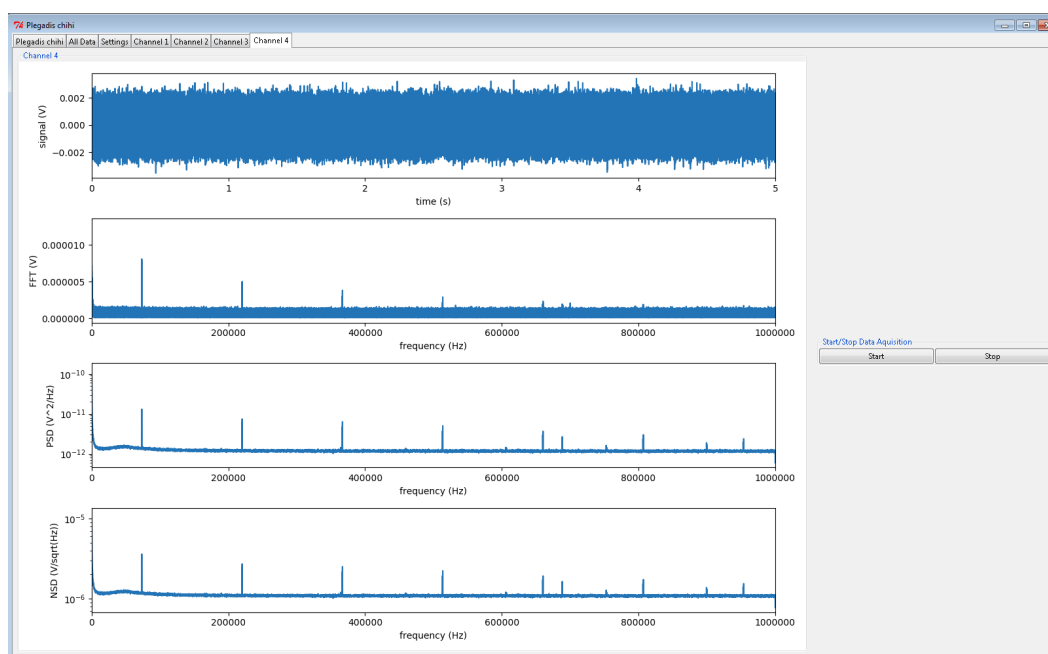 Plegadis chihi
Plegadis chihi All Data Settings Channel 1 Channel 2 Channel 3 Channel 4
Channel 4
signal (V)
0.002
0.000
−0.002
0 1 2 3 4 5
time (s)
FFT (V)
0.000010
0.000005
0.000000
0 200000 400000 600000 800000 1000000
frequency (Hz)
Start/Stop Data Aquisition
Start Stop
PSD (V^2/Hz)
10−10
10−11
10−12
0 200000 400000 600000 800000 1000000
frequency (Hz)
NSD (V/sqrt(Hz))
10−5
10−6
0 200000 400000 600000 800000 1000000
frequency (Hz)